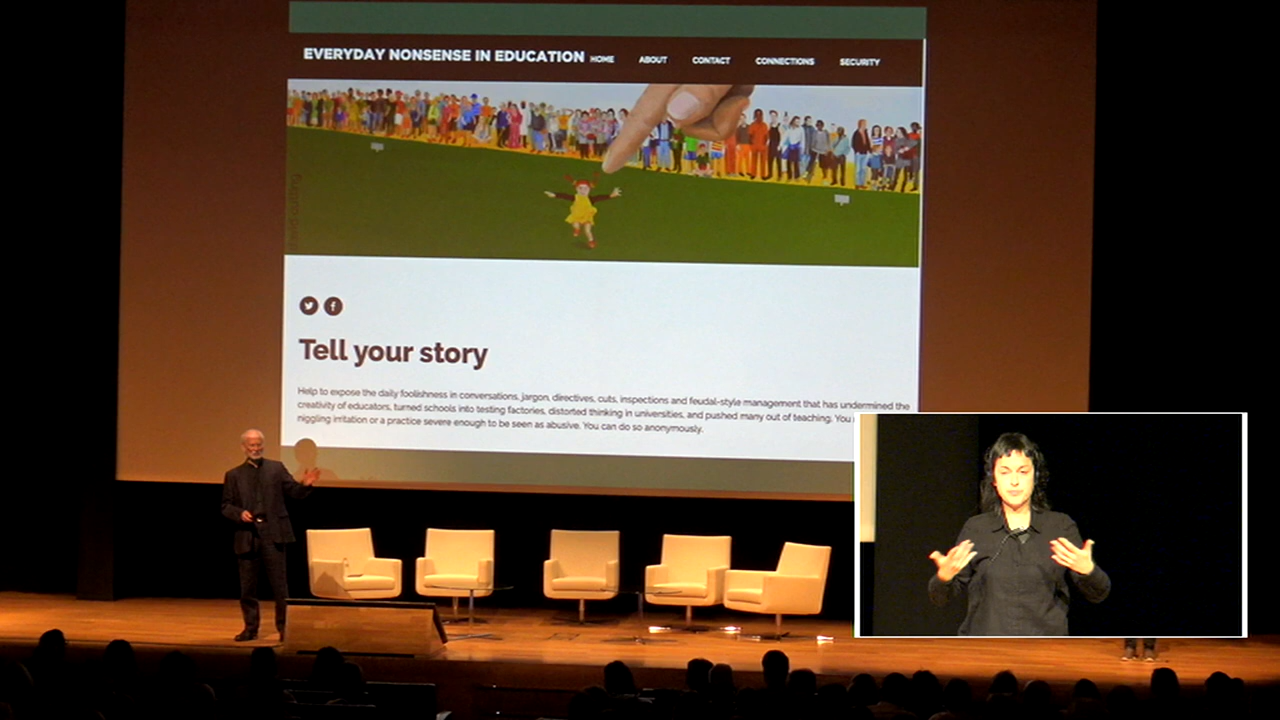 EVERYDAY NONSENSE IN EDUCATION HOME ABOUT CONTACT CONNECTIONS SECURITY
Tell your story
Help to expose the daily foolishness in conversations, jargon, directives, cuts, inspections and feudal-style management that has undermined the
creativity of educators, turned schools into testing factories, distorted thinking in universities, and pushed many out of teaching. You
niggling irritation or a practice severe enough to be seen as abusive. You can do so anonymously.